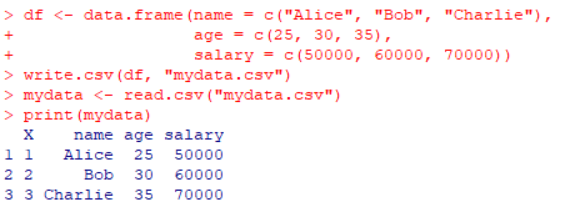 > df <- data.frame(name = c("Alice", "Bob", "Charlie"),
+                  age = c(25, 30, 35),
+                  salary = c(50000, 60000, 70000))
> write.csv(df, "mydata.csv")
> mydata <- read.csv("mydata.csv")
> print(mydata)
  X    name age salary
1 1   Alice  25  50000
2 2     Bob  30  60000
3 3 Charlie  35  70000